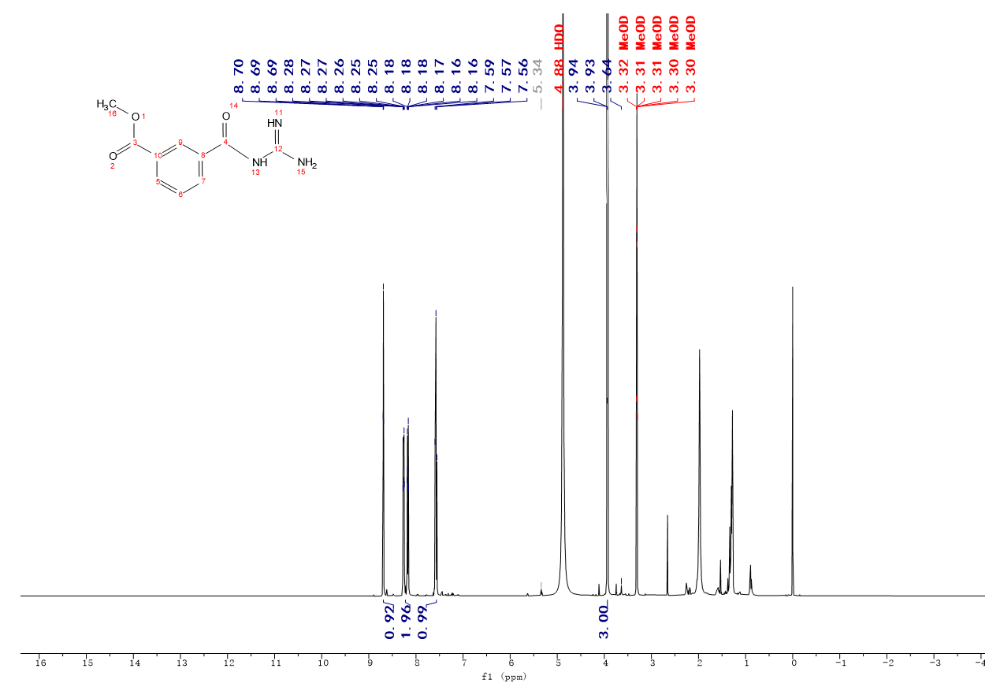 8.70
8.69
8.69
8.28
8.27
8.27
8.26
8.25
8.25
8.18
8.18
8.18
8.17
8.16
8.16
7.59
7.57
7.56
5.34
4.88 HDO
3.94
3.93
3.64
3.32 MeOD
3.31 MeOD
3.31 MeOD
3.30 MeOD
3.30 MeOD
H3C
16
O 1
3
O
2
10
9
5
6
7
8
O
14
4
NH
13
HN
11
12
NH2
15
0.92
1.96
0.99
3.00
16 15 14 13 12 11 10 9 8 7 6 5 4 3 2 1 0 -1 -2 -3 -4
f1 (ppm)